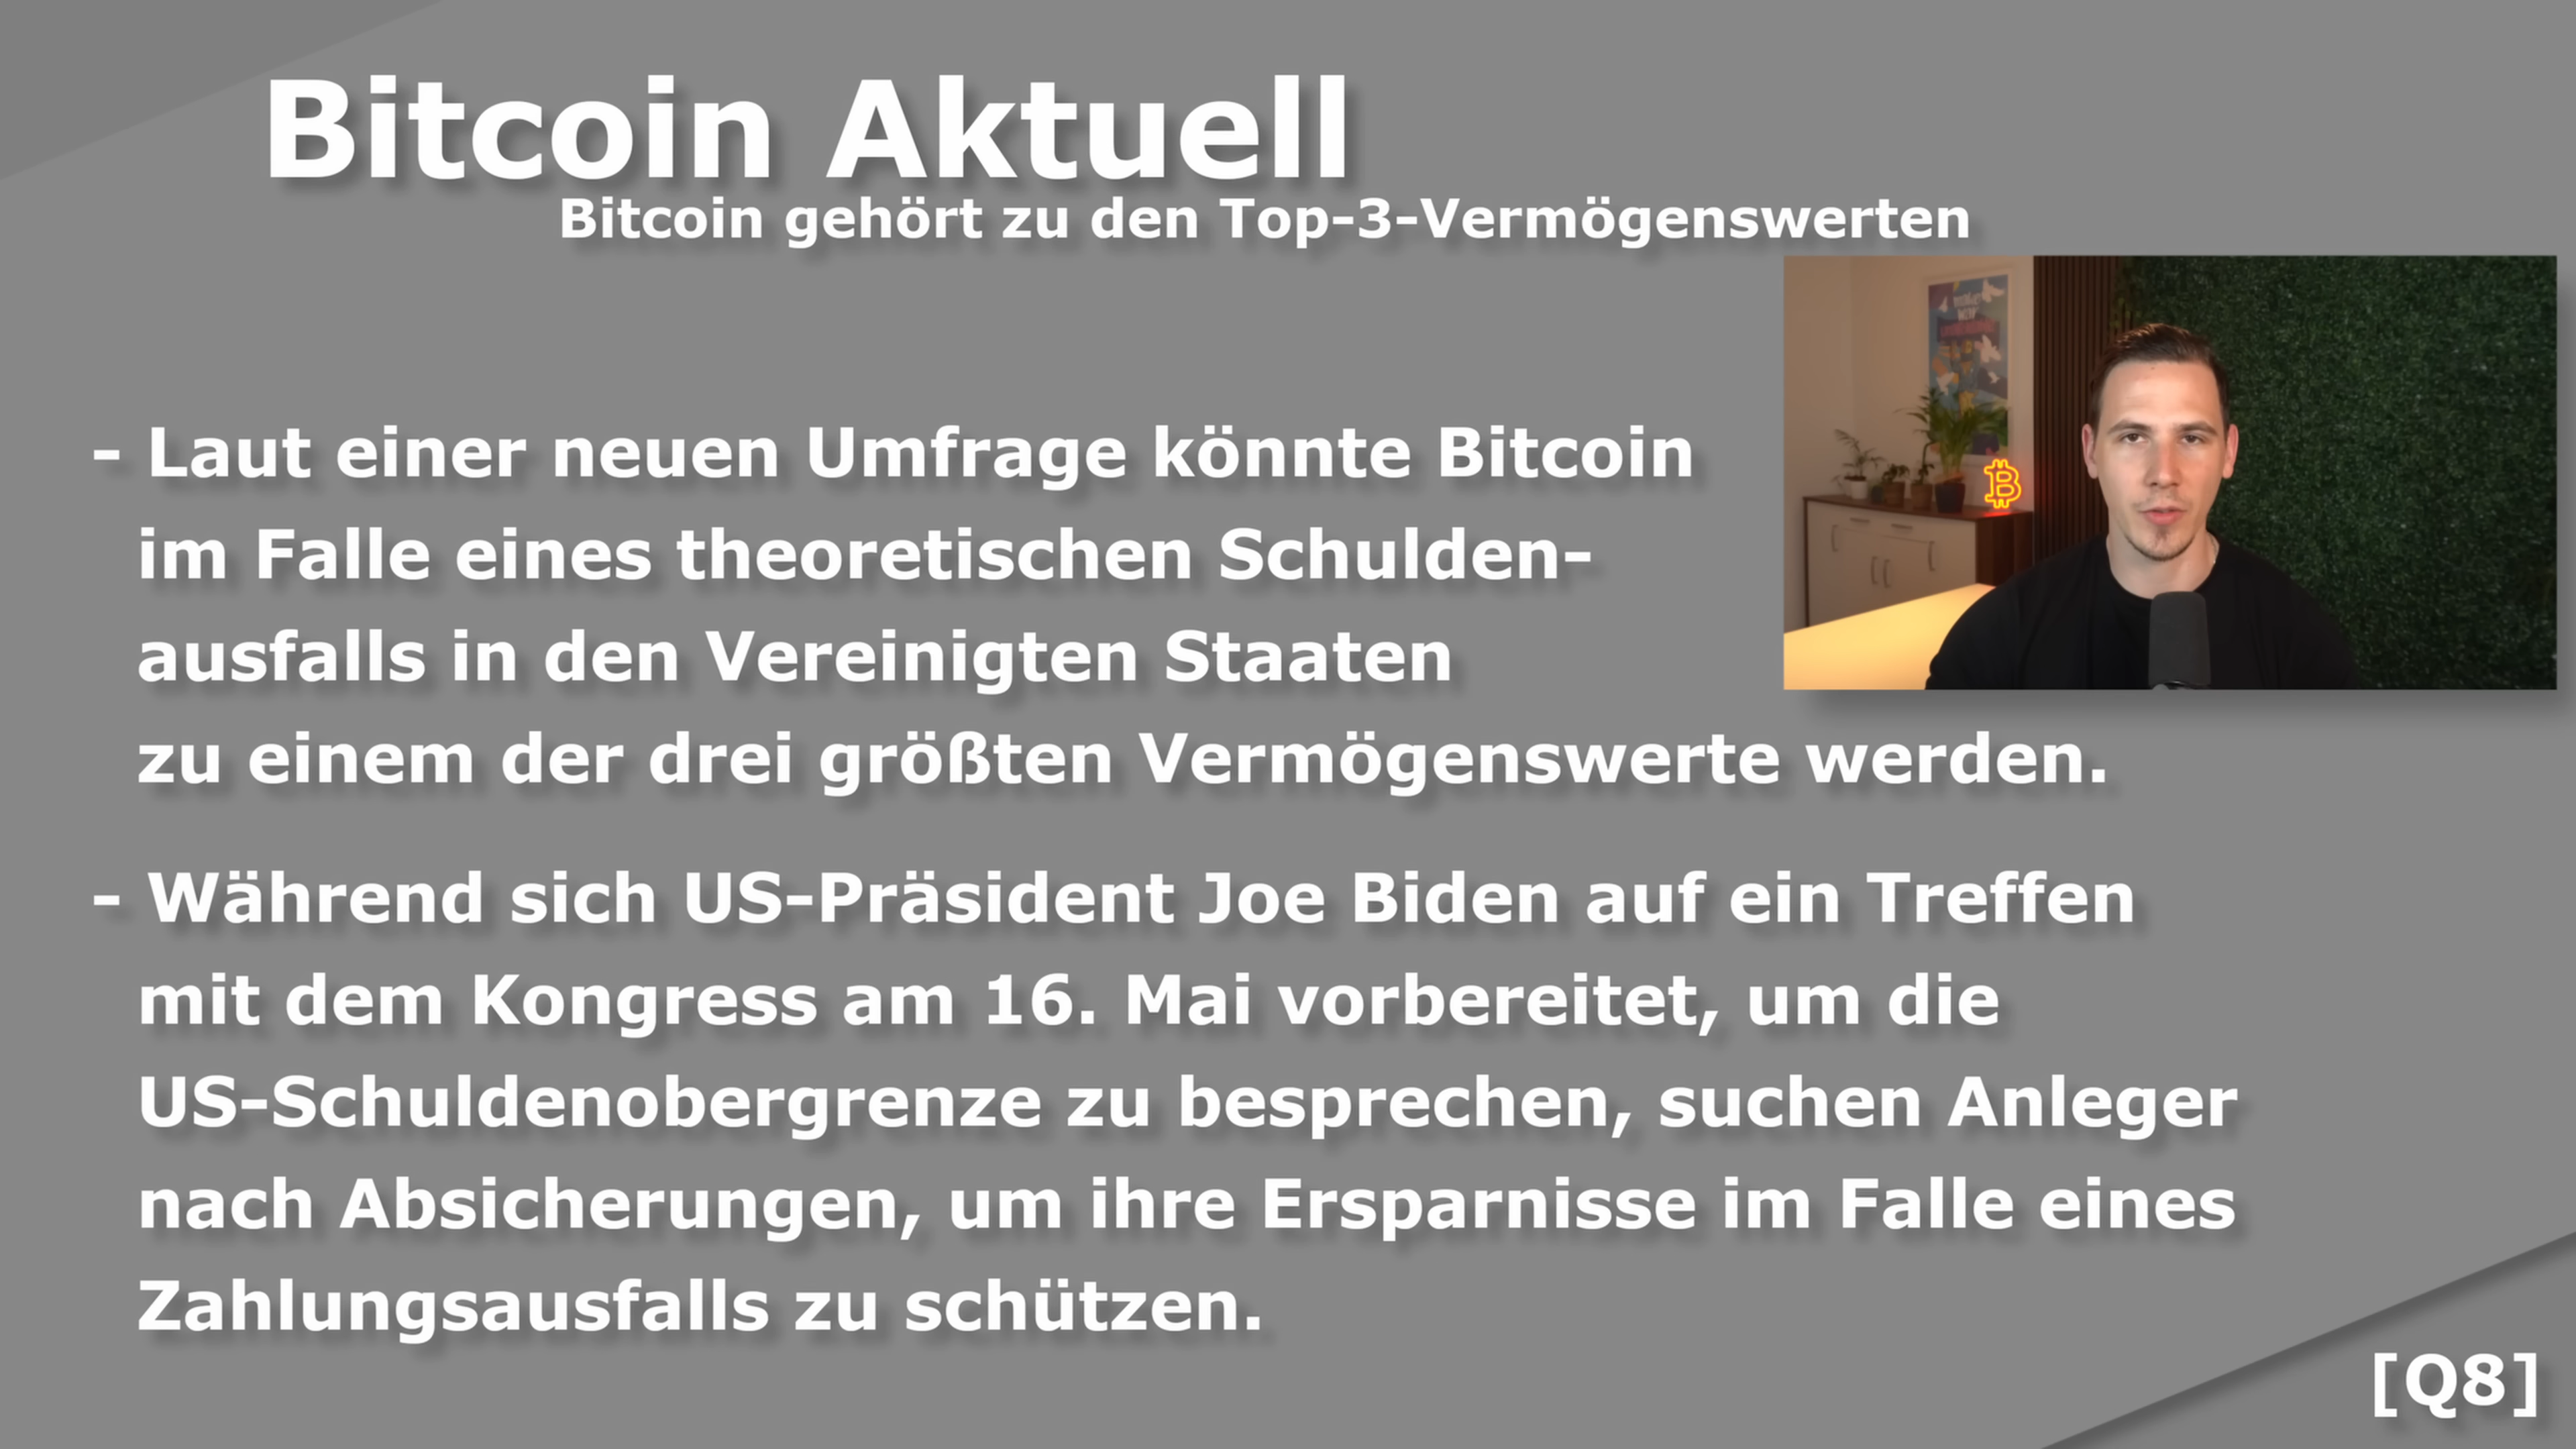 Bitcoin Aktuell
Bitcoin gehört zu den Top-3-Vermögenswerten
- Laut einer neuen Umfrage könnte Bitcoin
im Falle eines theoretischen Schulden-
ausfalls in den Vereinigten Staaten
zu einem der drei größten Vermögenswerte werden.
- Während sich US-Präsident Joe Biden auf ein Treffen
mit dem Kongress am 16. Mai vorbereitet, um die
US-Schuldenobergrenze zu besprechen, suchen Anleger
nach Absicherungen, um ihre Ersparnisse im Falle eines
Zahlungsausfalls zu schützen.
[Q8]